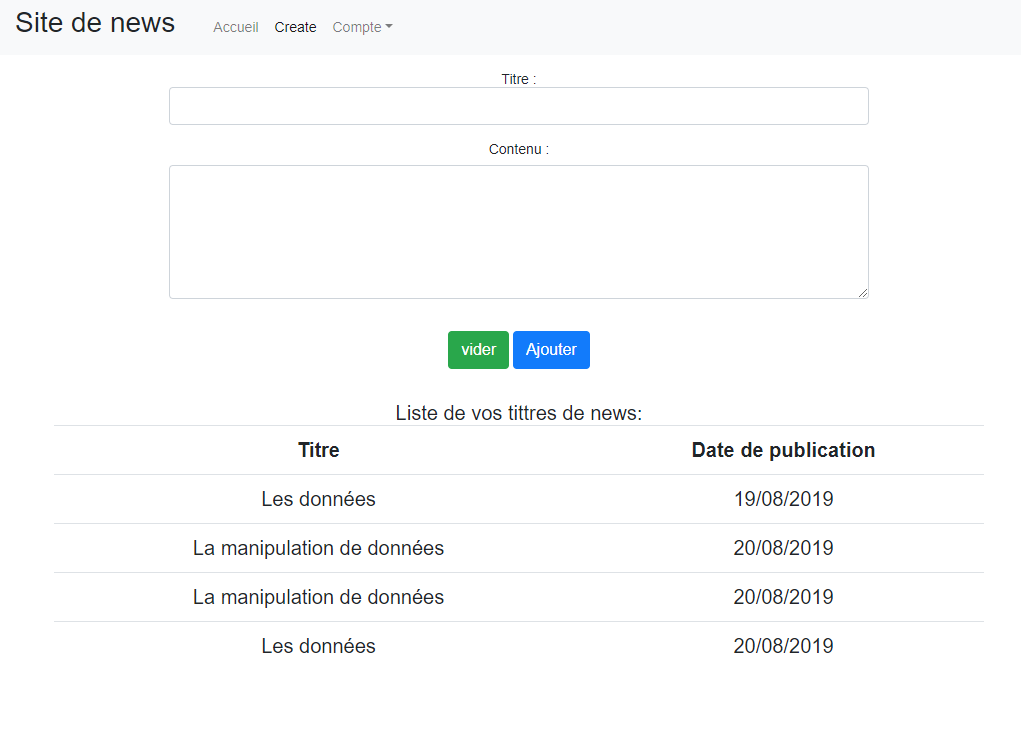 Site de news Accueil Create Compte
Titre :
Contenu :
vider Ajouter
Liste de vos tittres de news:
Titre Date de publication
Les données 19/08/2019
La manipulation de données 20/08/2019
La manipulation de données 20/08/2019
Les données 20/08/2019